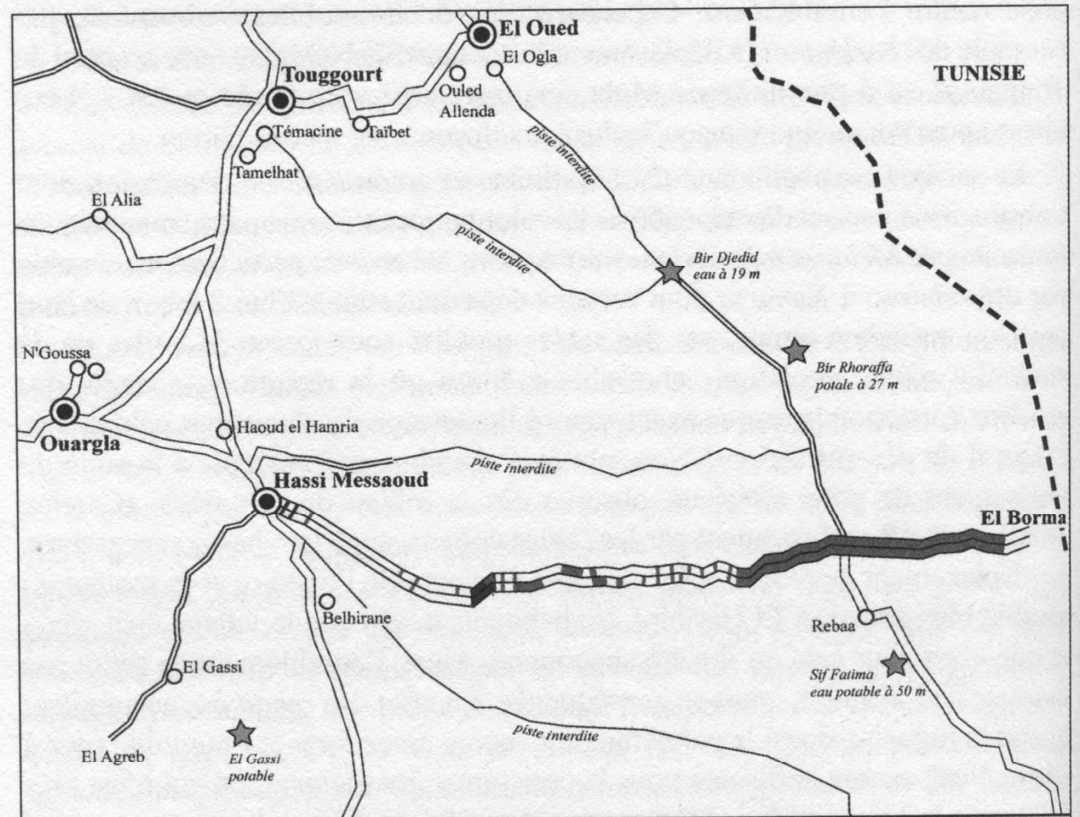 El Oued
El Ogla
TUNISIE
Touggourt
Ouled
Allenda
Témacine
Taïbet
Tamelhat
piste interdite
El Alia
piste interdite
Bir Djedid
eau à 19 m
N'Goussa
Bir Rhoraffa
potale à 27 m
Ouargla
Haoud el Hamria
piste interdite
Hassi Messaoud
El Borma
Belhirane
Rebaa
El Gassi
Sif Fatima
eau potable à 50 m
piste interdite
El Agreb
El Gassi
potable